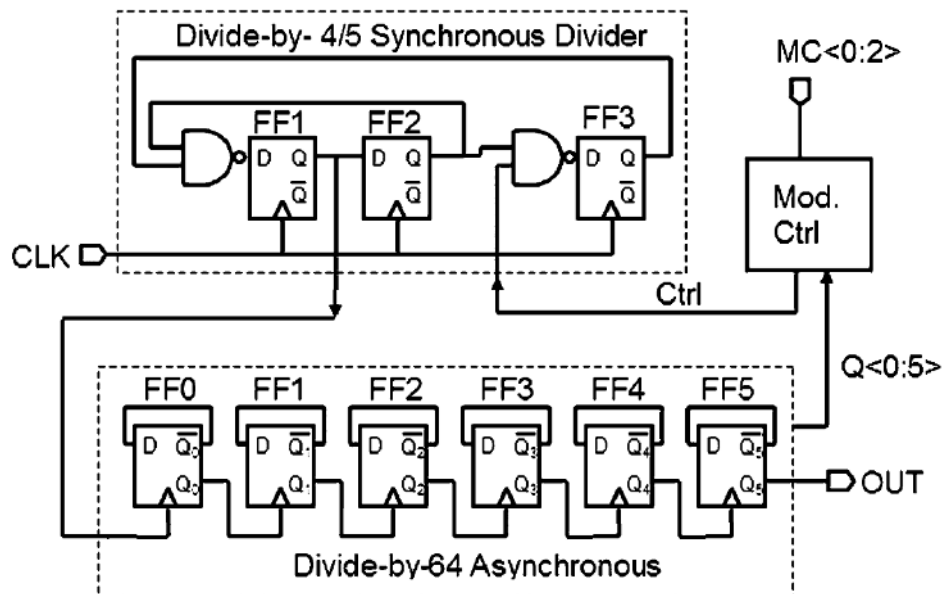 Divide-by- 4/5 Synchronous Divider
MC<0:2>
FF1 FF2 FF3
D Q D Q D Q
Q̅ Q̅ Q̅
Mod.
Ctrl
CLK
Ctrl
Q<0:5>
FF0 FF1 FF2 FF3 FF4 FF5
D Q̅₀ D Q̅₁ D Q̅₂ D Q̅₃ D Q̅₄ D Q̅₅
Q₀ Q₁ Q₂ Q₃ Q₄ Q₅
OUT
Divide-by-64 Asynchronous